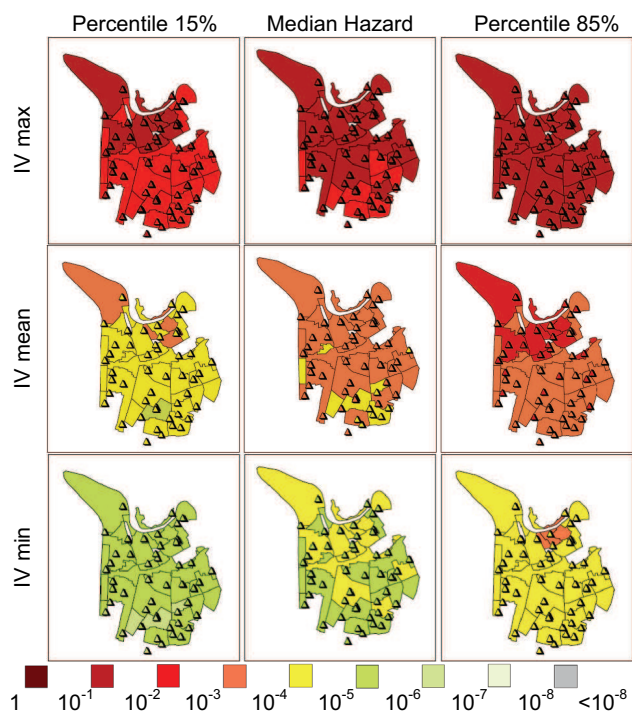 Percentile 15% Median Hazard Percentile 85%
IV max
IV mean
IV min
1 10⁻¹ 10⁻² 10⁻³ 10⁻⁴ 10⁻⁵ 10⁻⁶ 10⁻⁷ 10⁻⁸ <10⁻⁸